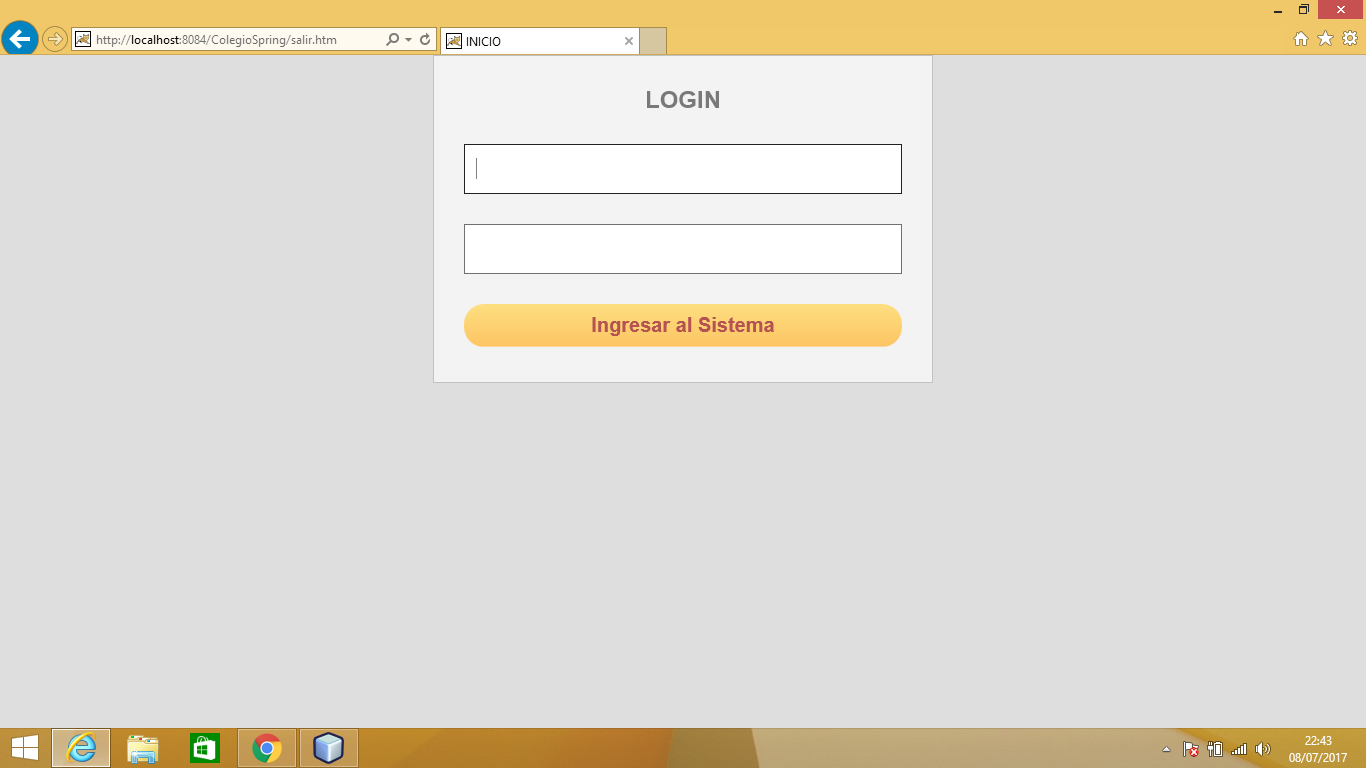 http://localhost:8084/ColegioSpring/salir.htm
INICIO
LOGIN
Ingresar al Sistema
22:43
08/07/2017